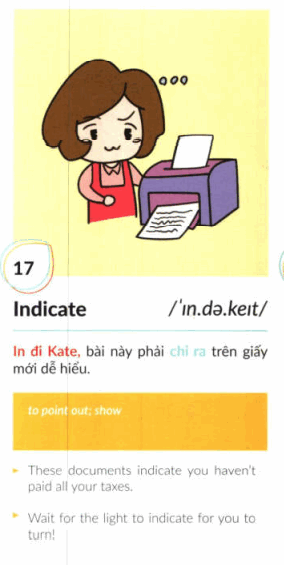 17
Indicate /ˈɪn.də.keɪt/
In đi Kate, bài này phải chỉ ra trên giấy
mới dễ hiểu.
to point out; show
These documents indicate you haven't
paid all your taxes.
Wait for the light to indicate for you to
turn!